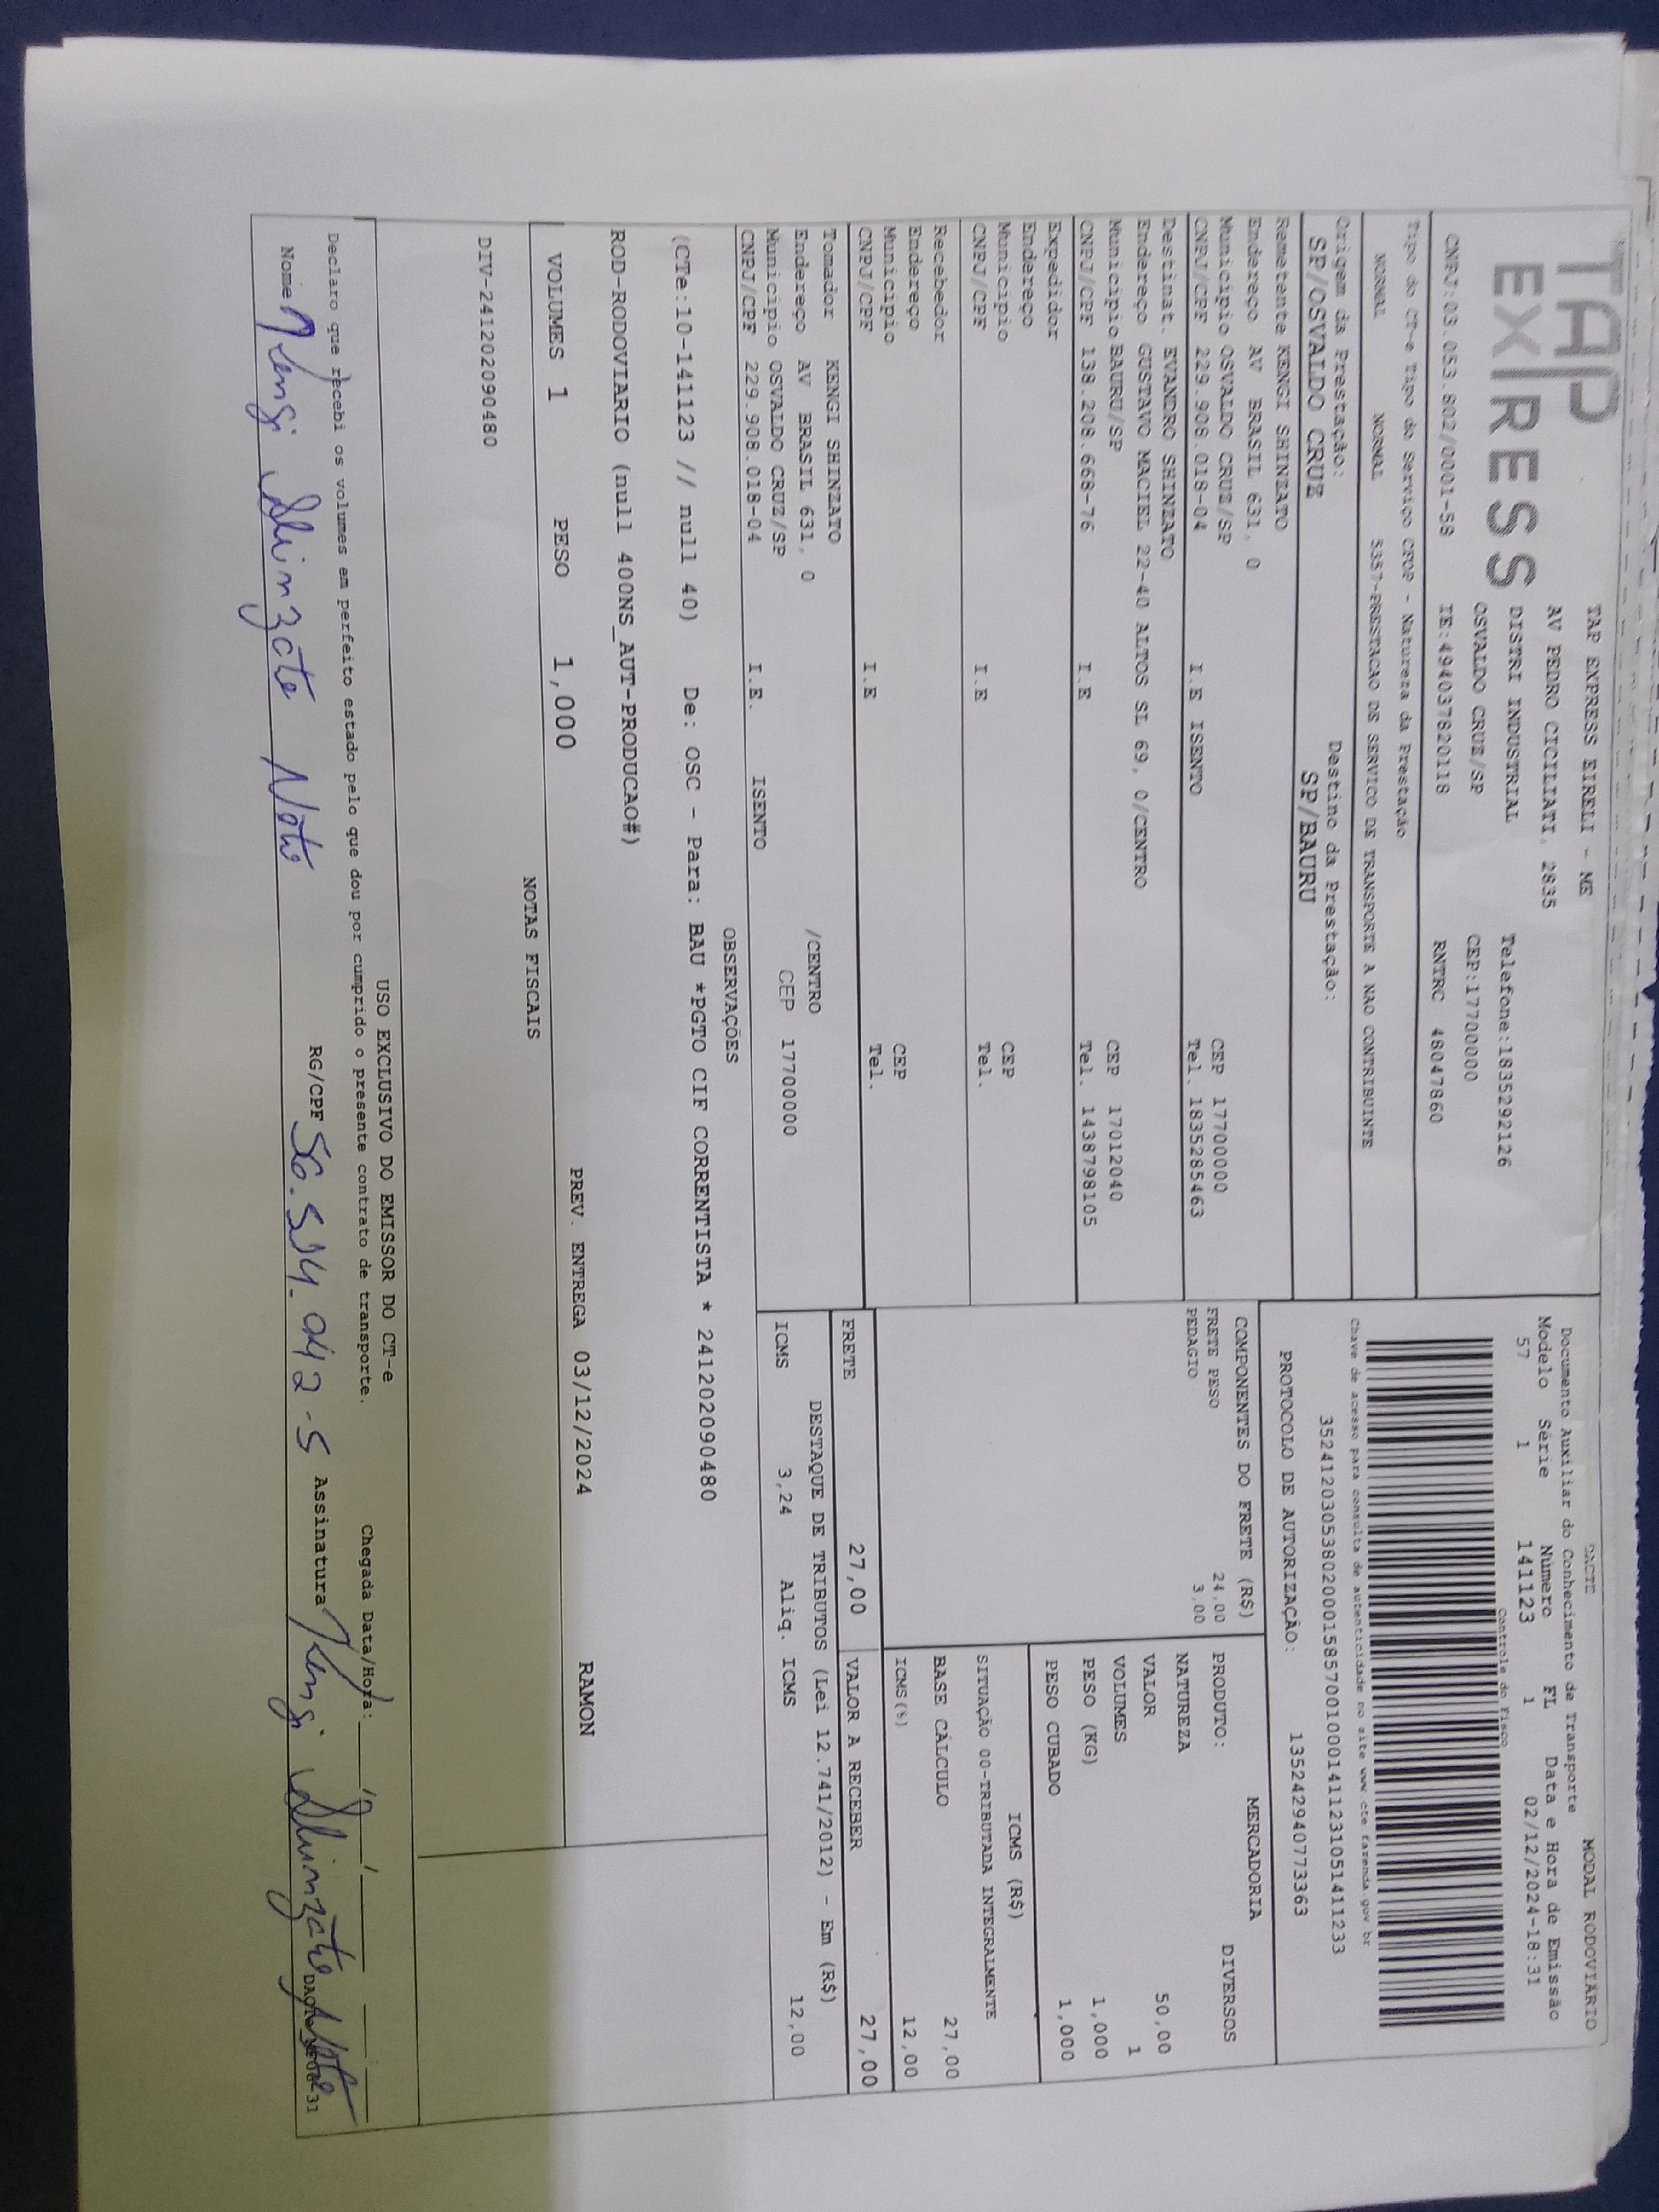 TAP
EXPRESS
TAP EXPRESS EIRELI - ME
AV PEDRO CICILIATI, 2835
DISTRI INDUSTRIAL Telefone:1835292126
OSVALDO CRUZ/SP CEP:17700000
CNPJ:03.053.802/0001-58 IE:494037820118 RNTRC 48047860
Tipo do CT-e Tipo do Serviço CFOP - Natureza da Prestação
NORMAL NORMAL 5357-PRESTACAO DE SERVICO DE TRANSPORTE A NAO CONTRIBUINTE
Origem da Prestação: Destino da Prestação:
SP/OSVALDO CRUZ SP/BAURU
DACTE MODAL RODOVIÁRIO
Documento Auxiliar do Conhecimento de Transporte
Modelo Série Número FL Data e Hora de Emissão
57 1 141123 1 02/12/2024-18:31
Controle do Fisco
Chave de acesso para consulta de autenticidade no site www cte fazenda gov br
35241203053802000158570010001411231051411233
PROTOCOLO DE AUTORIZAÇÃO: 135242940773363
Remetente KENGI SHINZATO
Endereço AV BRASIL 631, 0
Municipio OSVALDO CRUZ/SP CEP 17700000
CNPJ/CPF 229.908.018-04 I.E ISENTO Tel. 1835285463
Destinat. EVANDRO SHINZATO
Endereço GUSTAVO MACIEL 22-40 ALTOS SL 69, 0/CENTRO
Municipio BAURU/SP CEP 17012040
CNPJ/CPF 138.208.668-76 I.E Tel. 1438798105
Expedidor
Endereço
Municipio CEP
CNPJ/CPF I.E Tel.
Recebedor
Endereço
Municipio CEP
CNPJ/CPF I.E Tel.
Tomador KENGI SHINZATO
Endereço AV BRASIL 631, 0 /CENTRO
Municipio OSVALDO CRUZ/SP CEP 17700000
CNPJ/CPF 229.908.018-04 I.E. ISENTO
COMPONENTES DO FRETE (R$)
FRETE PESO 24,00
PEDAGIO 3,00
MERCADORIA
PRODUTO: DIVERSOS
NATUREZA
VALOR 50,00
VOLUMES 1
PESO (KG) 1,000
PESO CUBADO 1,000
ICMS (R$)
SITUAÇÃO 00-TRIBUTADA INTEGRALMENTE
BASE CÁLCULO 27,00
ICMS(%) 12,00
FRETE 27,00 VALOR A RECEBER 27,00
DESTAQUE DE TRIBUTOS (Lei 12.741/2012) - Em (R$)
ICMS 3,24 Aliq. ICMS 12,00
OBSERVAÇÕES
(CTe:10-141123 // null 40) De: OSC - Para: BAU *PGTO CIF CORRENTISTA * 241202090480
ROD-RODOVIARIO (null 400NS_AUT-PRODUCAO#)
VOLUMES 1 PESO 1,000 PREV. ENTREGA 03/12/2024 RAMON
NOTAS FISCAIS
DIV-241202090480
USO EXCLUSIVO DO EMISSOR DO CT-e
Declaro que recebi os volumes em perfeito estado pelo que dou por cumprido o presente contrato de transporte. Chegada Data/Hora: / /
Nome Kengi Shinzato Neto RG/CPF 56.514.042-5 Assinatura Kengi Shinzato Neto